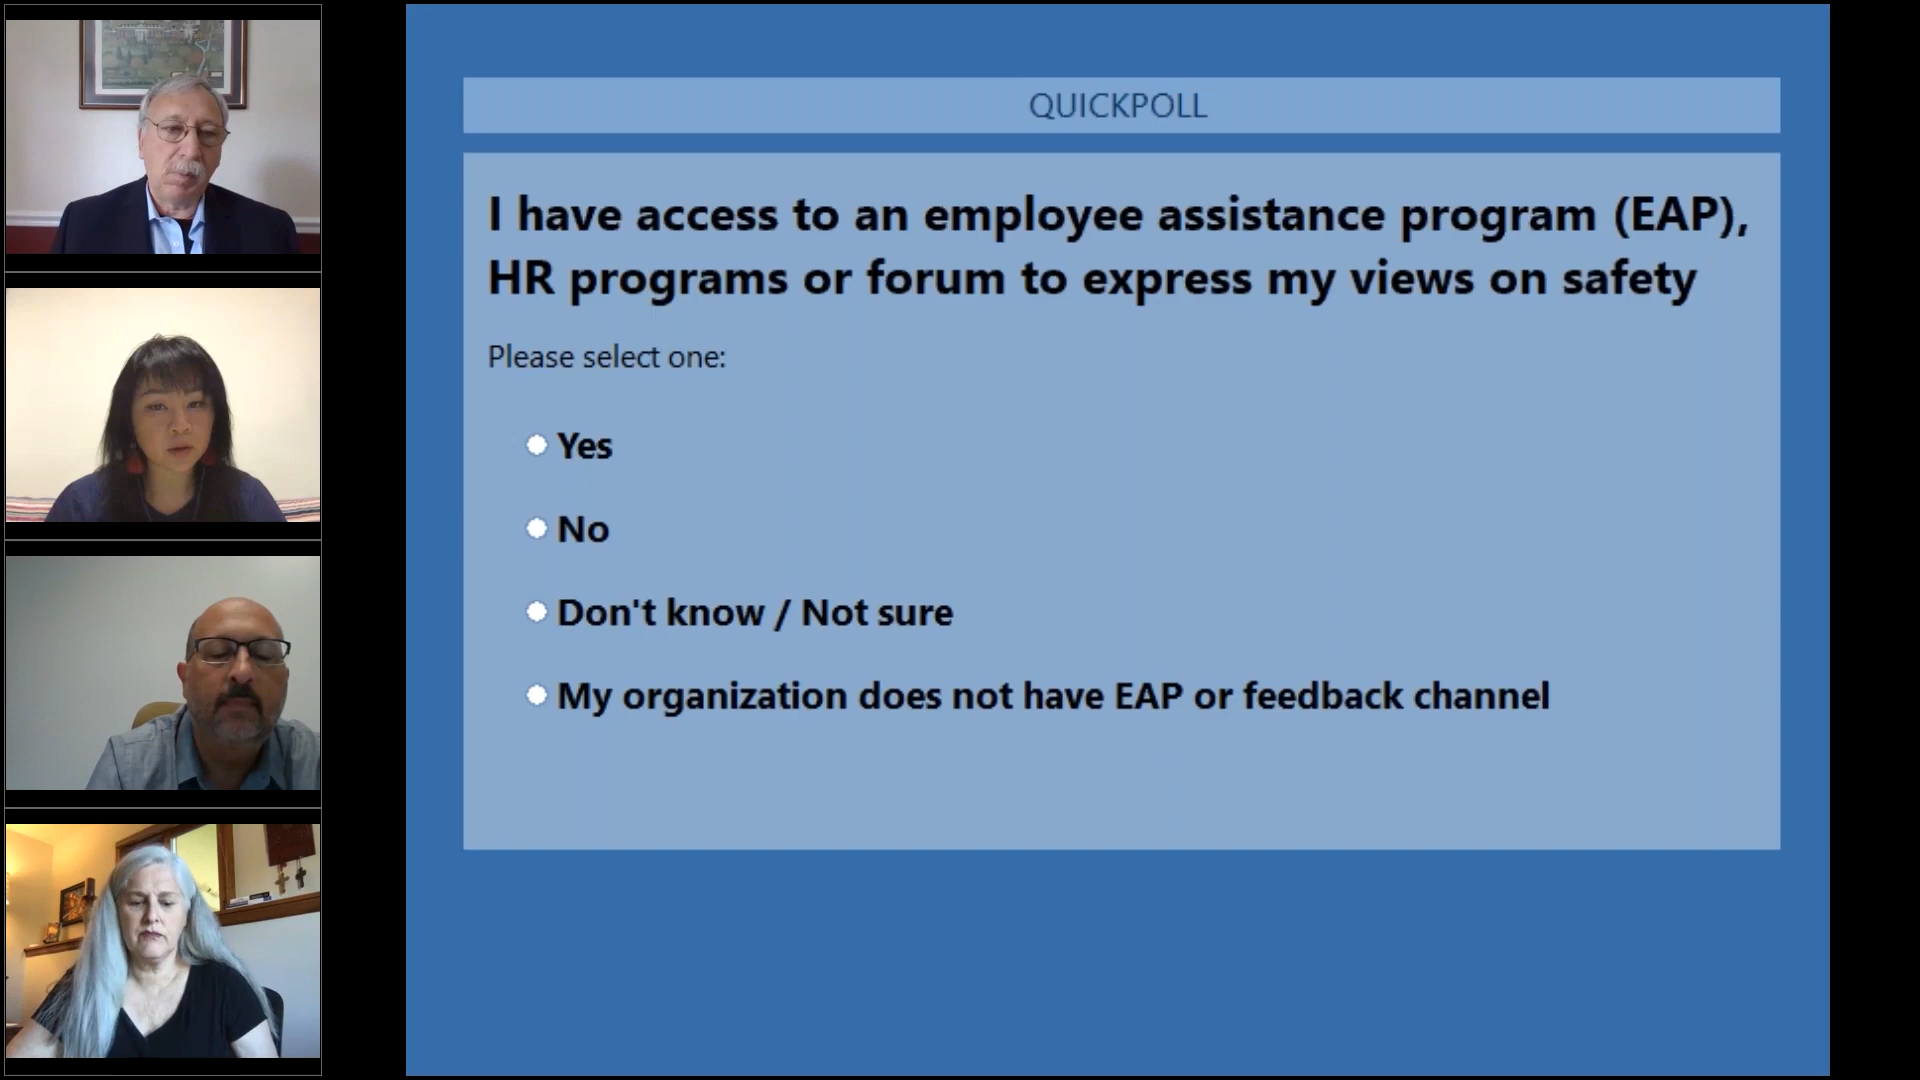 QUICKPOLL
I have access to an employee assistance program (EAP),
HR programs or forum to express my views on safety
Please select one:
Yes
No
Don't know / Not sure
My organization does not have EAP or feedback channel